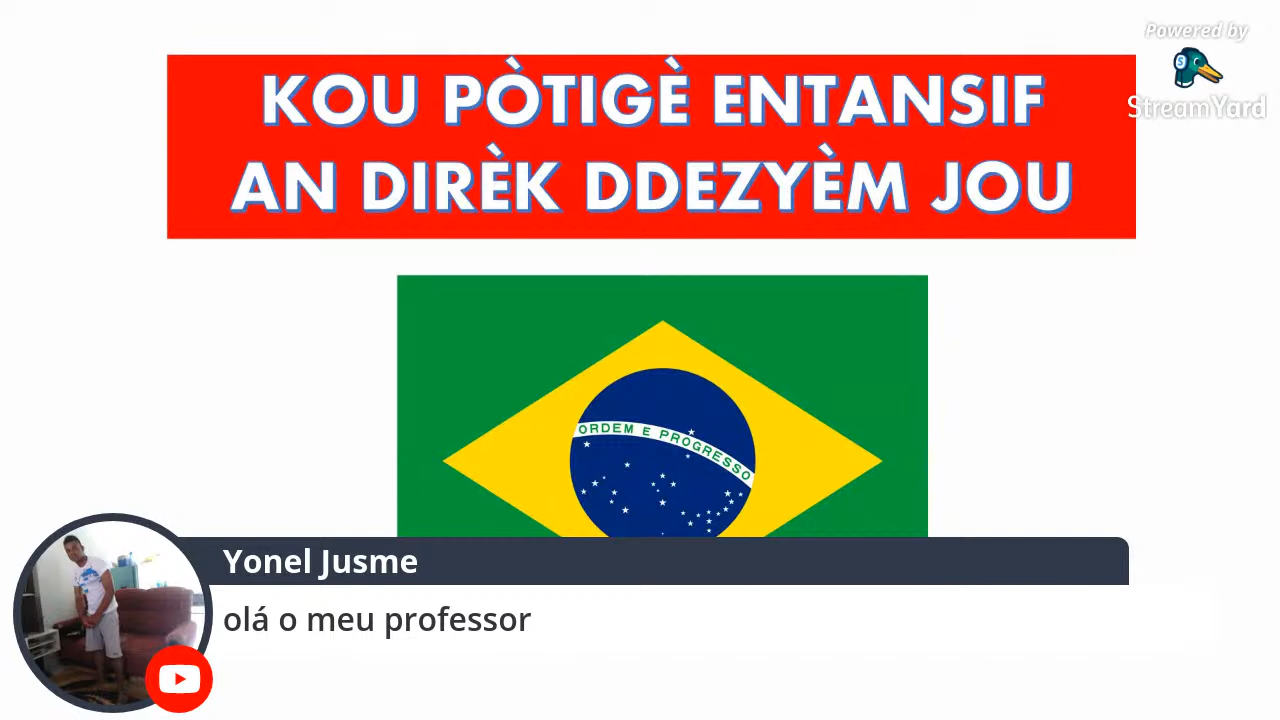 Powered by
StreamYard
KOU PÒTIGÈ ENTANSIF
AN DIRÈK DDEZYÈM JOU
ORDEM E PROGRESSO
Yonel Jusme
olá o meu professor